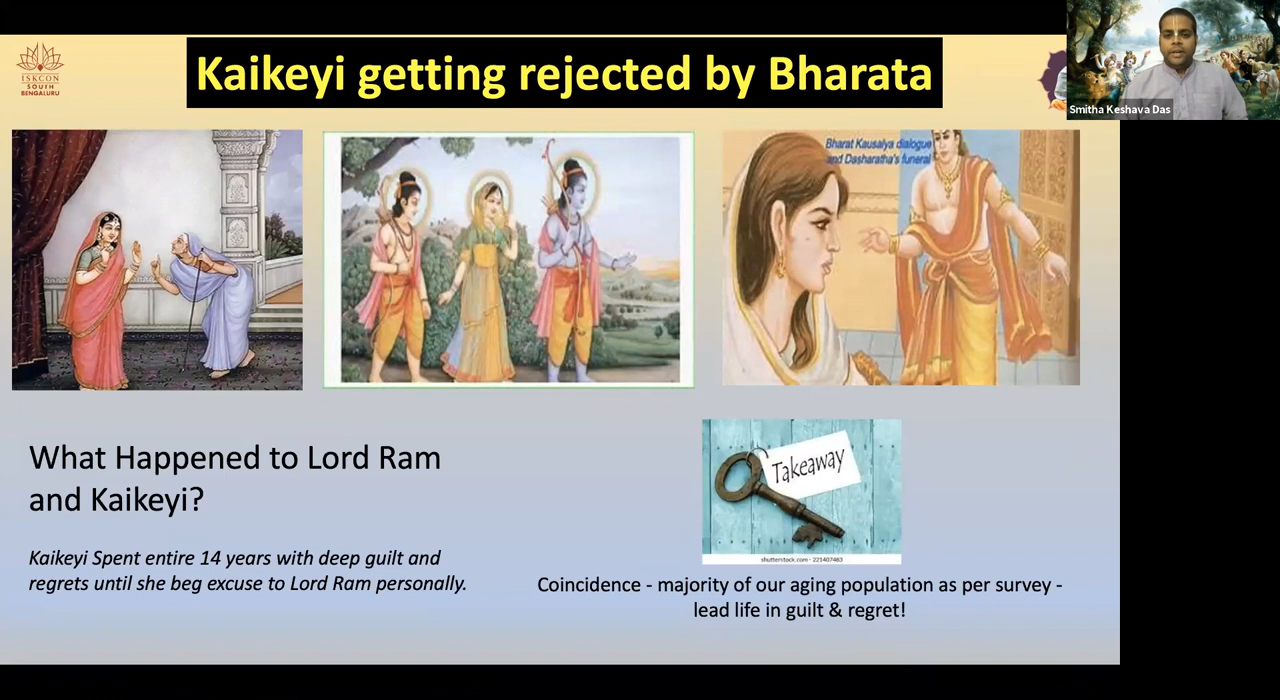 ISKCON
SOUTH
BENGALURU
Kaikeyi getting rejected by Bharata
Smitha Keshava Das
Bharat Kausalya dialogue
and Dasharatha's funeral
What Happened to Lord Ram
and Kaikeyi?
Kaikeyi Spent entire 14 years with deep guilt and
regrets until she beg excuse to Lord Ram personally.
Takeaway
shutterstock.com · 221407463
Coincidence - majority of our aging population as per survey -
lead life in guilt & regret!